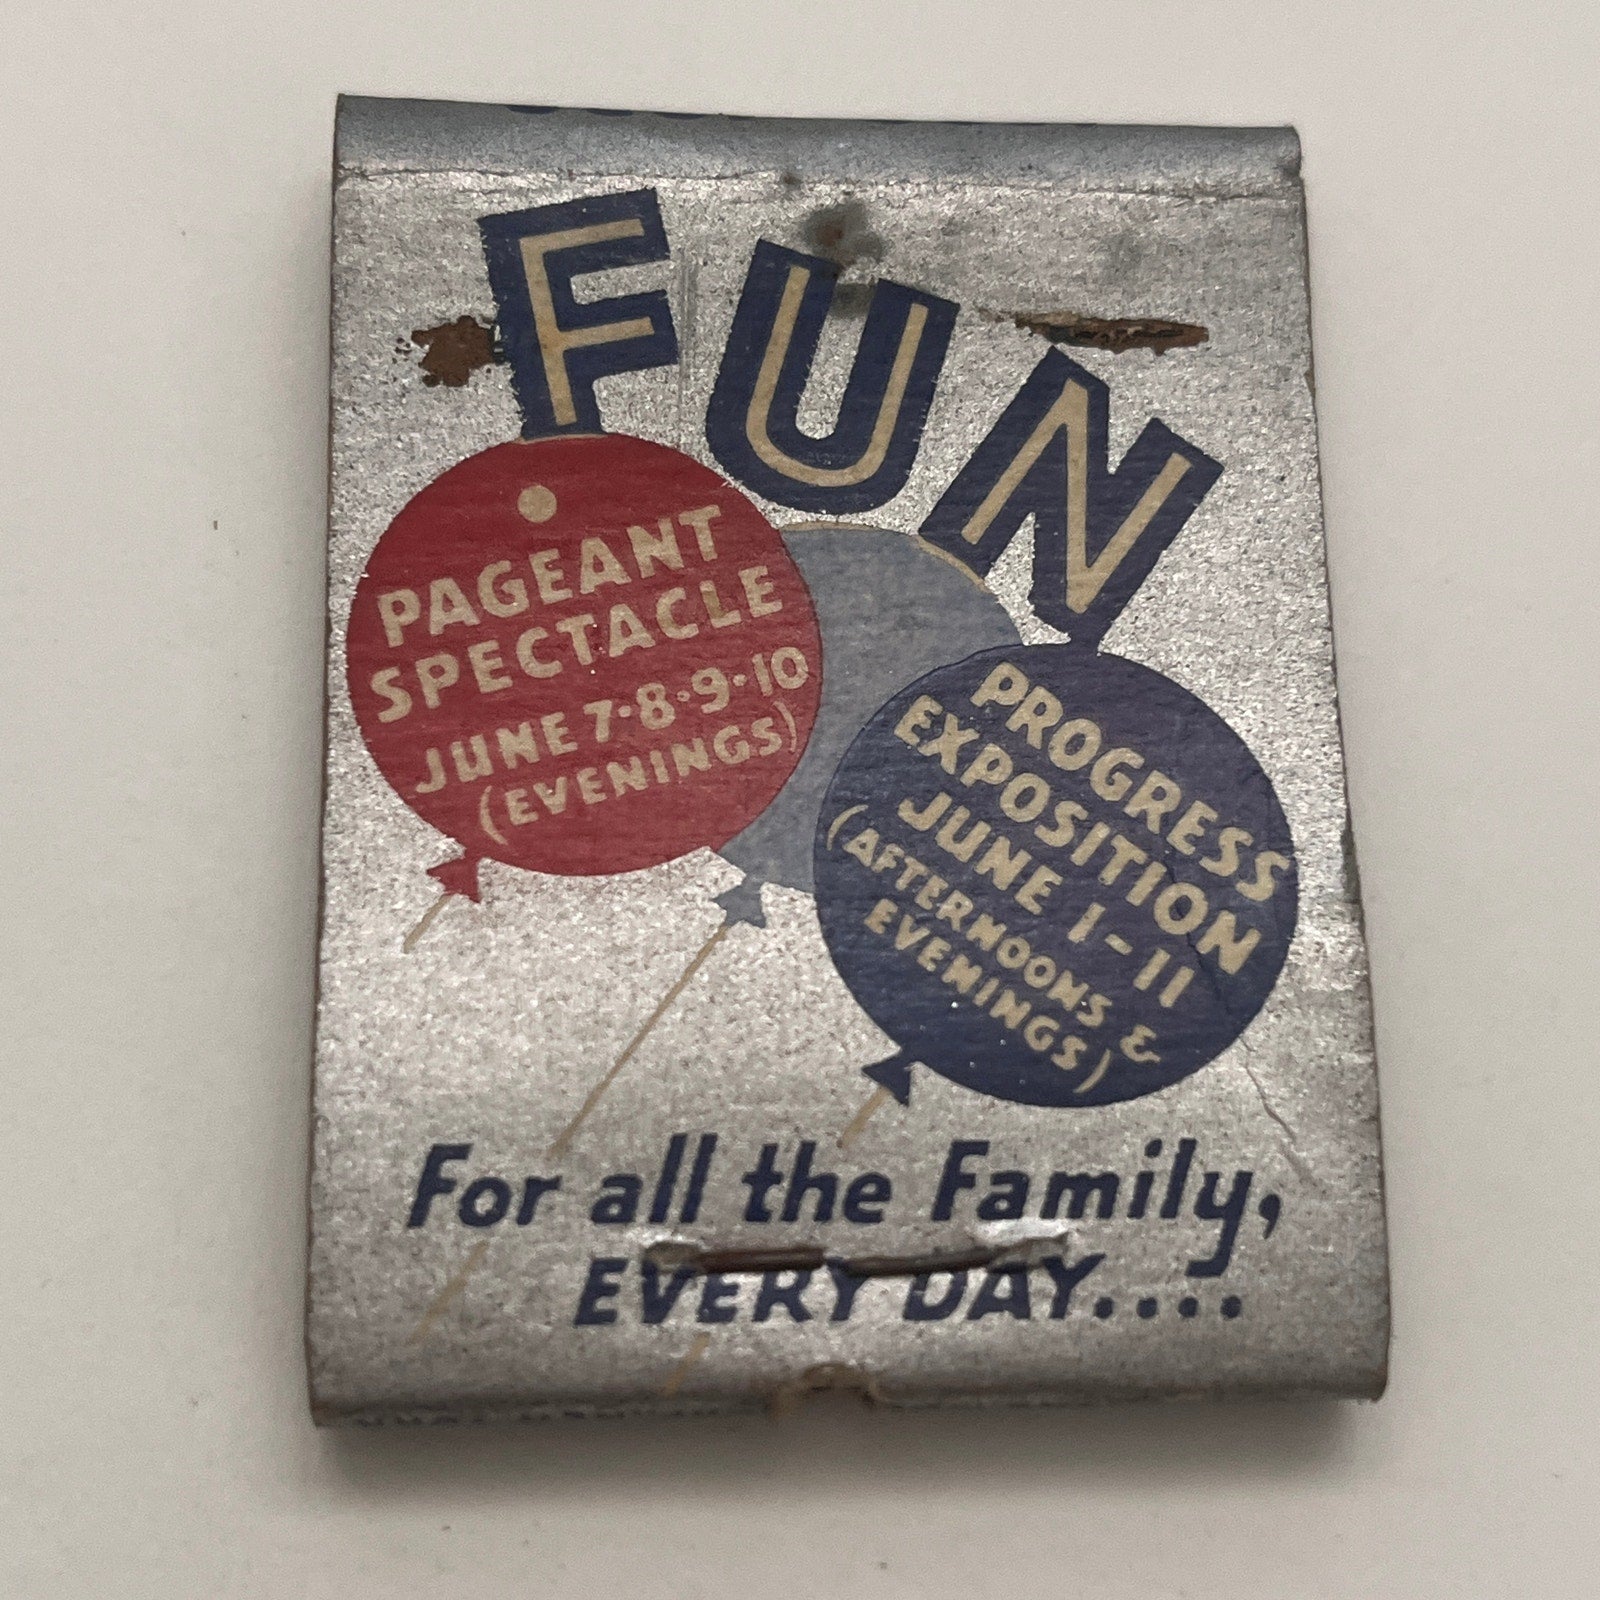 FUN
PAGEANT
SPECTACLE
JUNE 7·8·9·10
(EVENINGS)
PROGRESS
EXPOSITION
JUNE 1-11
(AFTERNOONS &
EVENINGS)
For all the Family,
EVERY DAY....